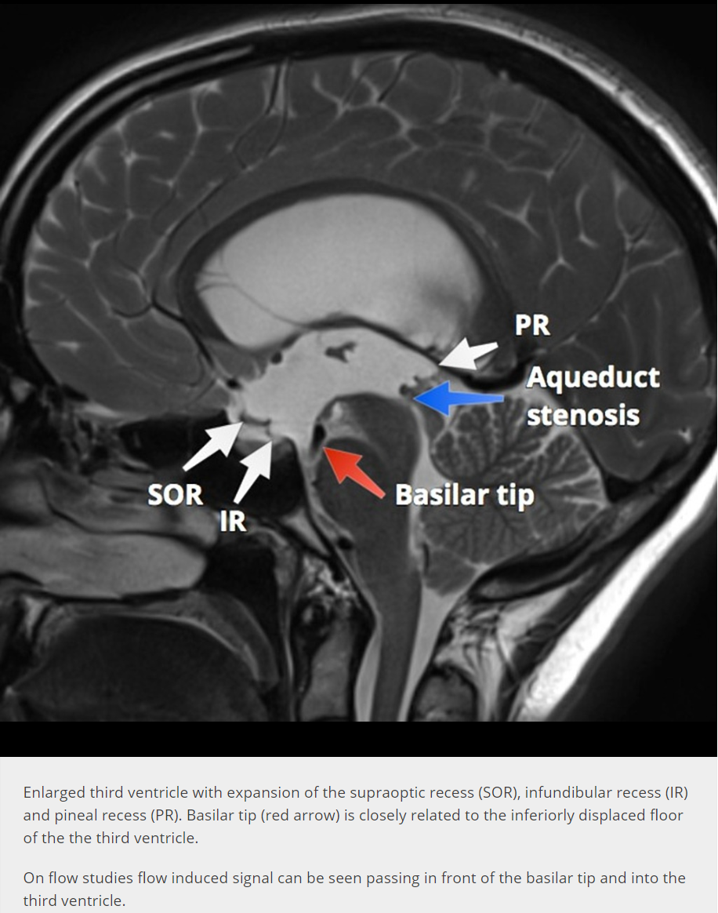 PR
Aqueduct
stenosis
SOR
Basilar tip
IR
Enlarged third ventricle with expansion of the supraoptic recess (SOR), infundibular recess (IR)
and pineal recess (PR). Basilar tip (red arrow) is closely related to the inferiorly displaced floor
of the the third ventricle.
On flow studies flow induced signal can be seen passing in front of the basilar tip and into the
third ventricle.